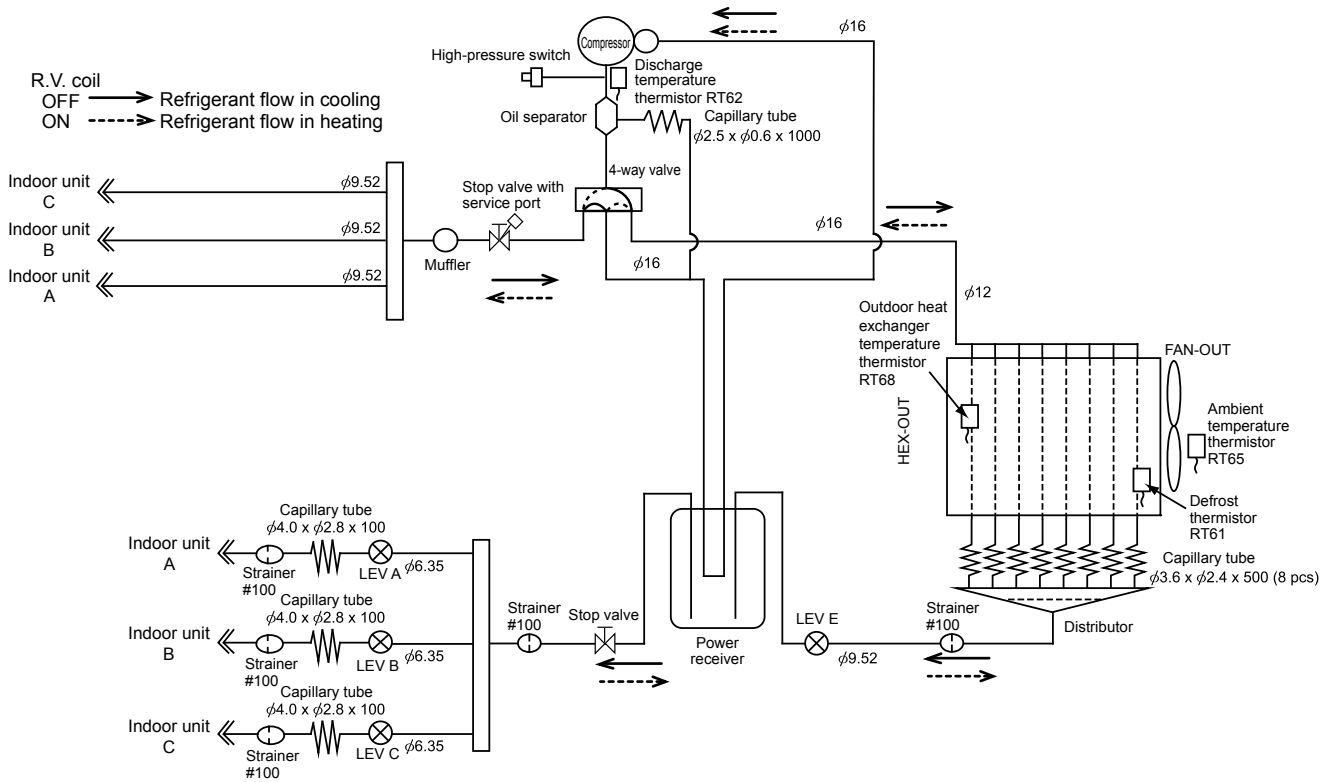 Compressor
ϕ16
High-pressure switch
Discharge
temperature
thermistor RT62
R.V. coil
OFF
Refrigerant flow in cooling
ON
Refrigerant flow in heating
Oil separator
Capillary tube
ϕ2.5 x ϕ0.6 x 1000
4-way valve
Indoor unit
C
ϕ9.52
Stop valve with
service port
Indoor unit
B
ϕ9.52
Muffler
ϕ16
ϕ16
Indoor unit
A
ϕ9.52
ϕ12
Outdoor heat
exchanger
temperature
thermistor
RT68
FAN-OUT
HEX-OUT
Ambient
temperature
thermistor
RT65
Defrost
thermistor
RT61
Capillary tube
ϕ3.6 x ϕ2.4 x 500 (8 pcs)
Distributor
Indoor unit
A
Capillary tube
ϕ4.0 x ϕ2.8 x 100
Strainer
#100
LEV A
ϕ6.35
Indoor unit
B
Capillary tube
ϕ4.0 x ϕ2.8 x 100
Strainer
#100
LEV B
ϕ6.35
Indoor unit
C
Capillary tube
ϕ4.0 x ϕ2.8 x 100
Strainer
#100
LEV C
ϕ6.35
Strainer
#100
Stop valve
Power
receiver
LEV E
ϕ9.52
Strainer
#100